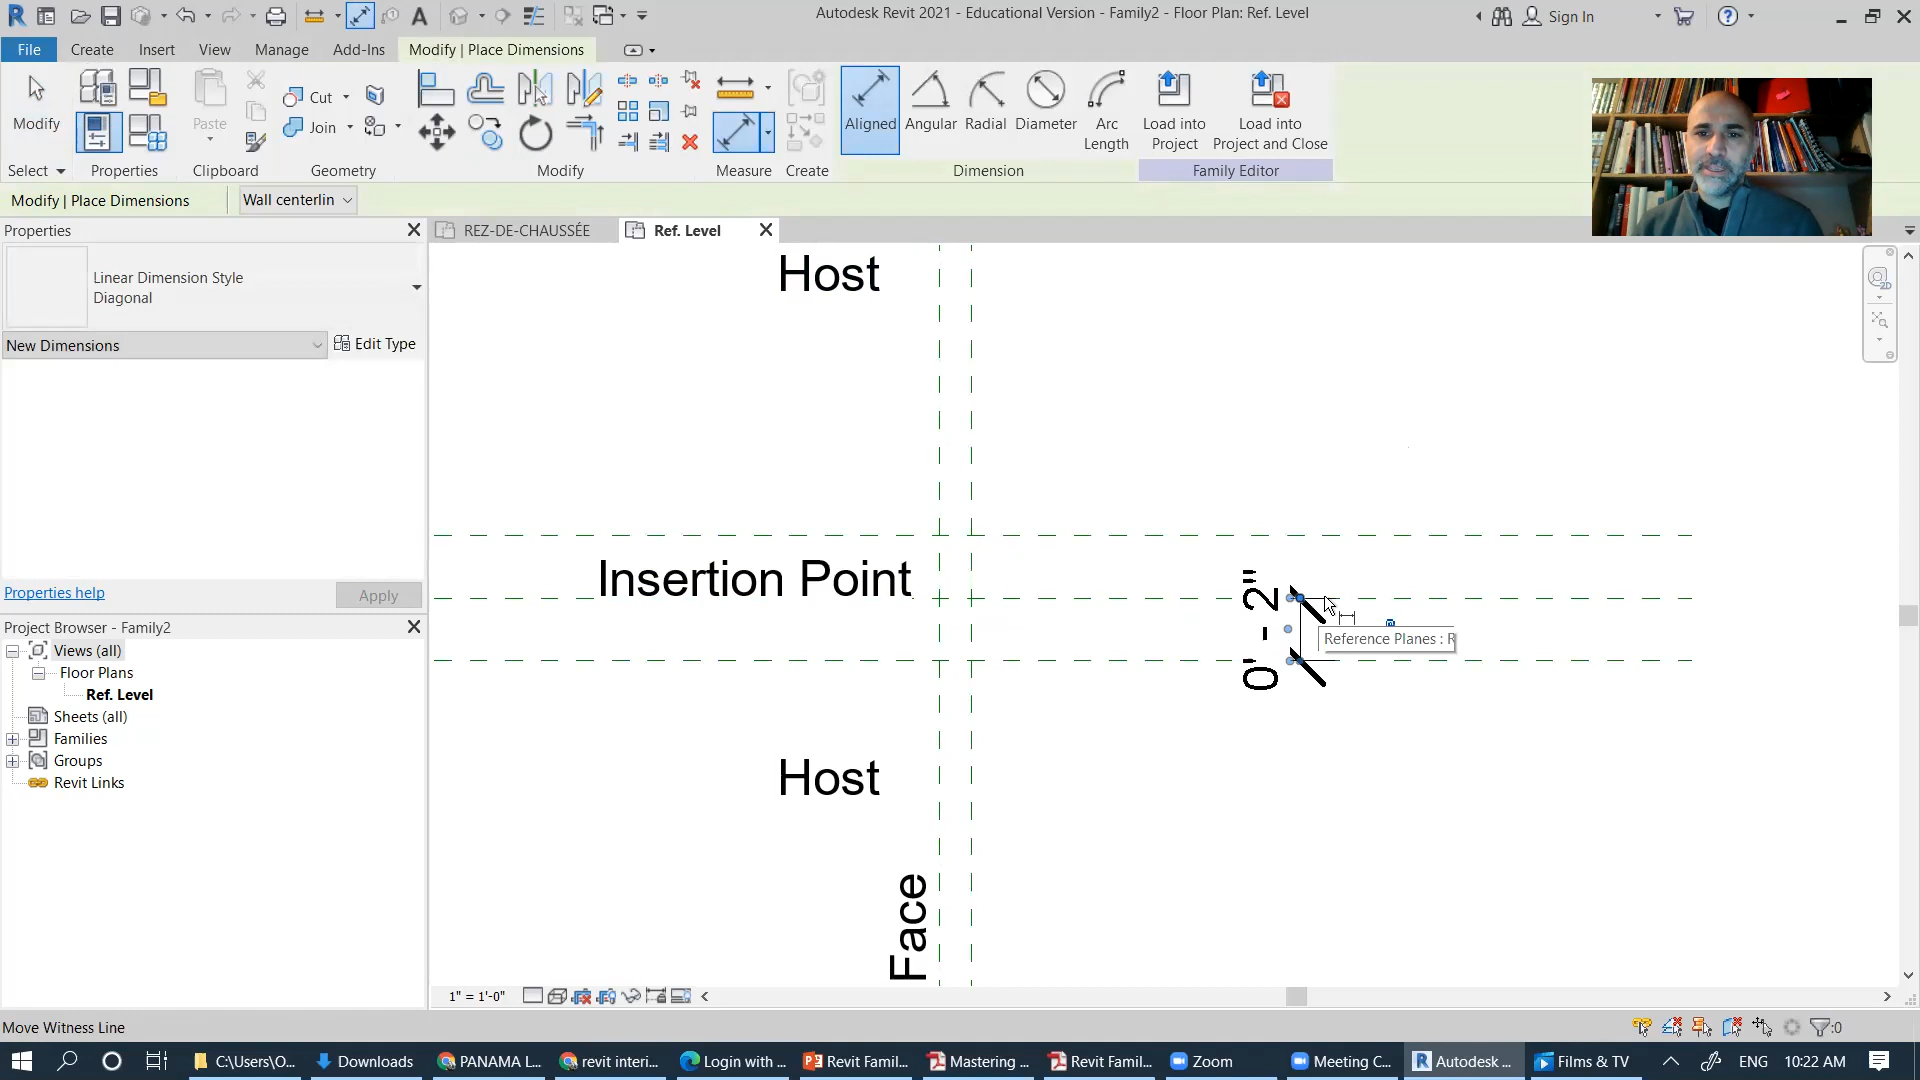 Autodesk Revit 2021 - Educational Version - Family2 - Floor Plan: Ref. Level
Sign In
File
Create
Insert
View
Manage
Add-Ins
Modify | Place Dimensions
Modify
Paste
Cut
Join
Aligned
Angular
Radial
Diameter
Arc
Length
Load into
Project
Load into
Project and Close
Select
Properties
Clipboard
Geometry
Modify
Measure
Create
Dimension
Family Editor
Modify | Place Dimensions
Wall centerlin
Properties
REZ-DE-CHAUSSÉE
Ref. Level
Linear Dimension Style
Diagonal
New Dimensions
Edit Type
Properties help
Apply
Project Browser - Family2
Views (all)
Floor Plans
Ref. Level
Sheets (all)
Families
Groups
Revit Links
Host
Insertion Point
0' - 2"
Reference Planes : R
Host
Face
2D
1" = 1'-0"
Move Witness Line
:0
C:\Users\O...
Downloads
PANAMA L...
revit interi...
Login with ...
Revit Famil...
Mastering ...
Revit Famil...
Zoom
Meeting C...
Autodesk ...
Films & TV
ENG
10:22 AM